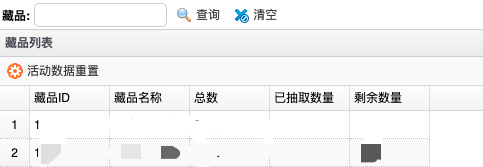 藏品: 查询 清空
藏品列表
活动数据重置
藏品ID 藏品名称 总数 已抽取数量 剩余数量
1 1
2 1